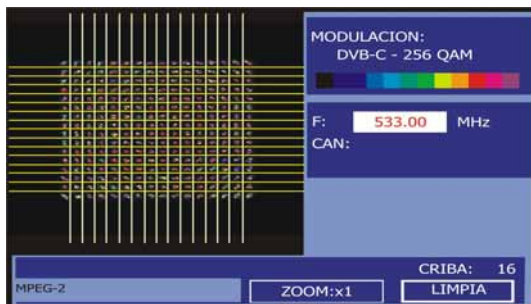 MODULACION:
DVB-C - 256 QAM
F: 533.00 MHz
CAN:
CRIBA: 16
MPEG-2
ZOOM:x1 LIMPIA